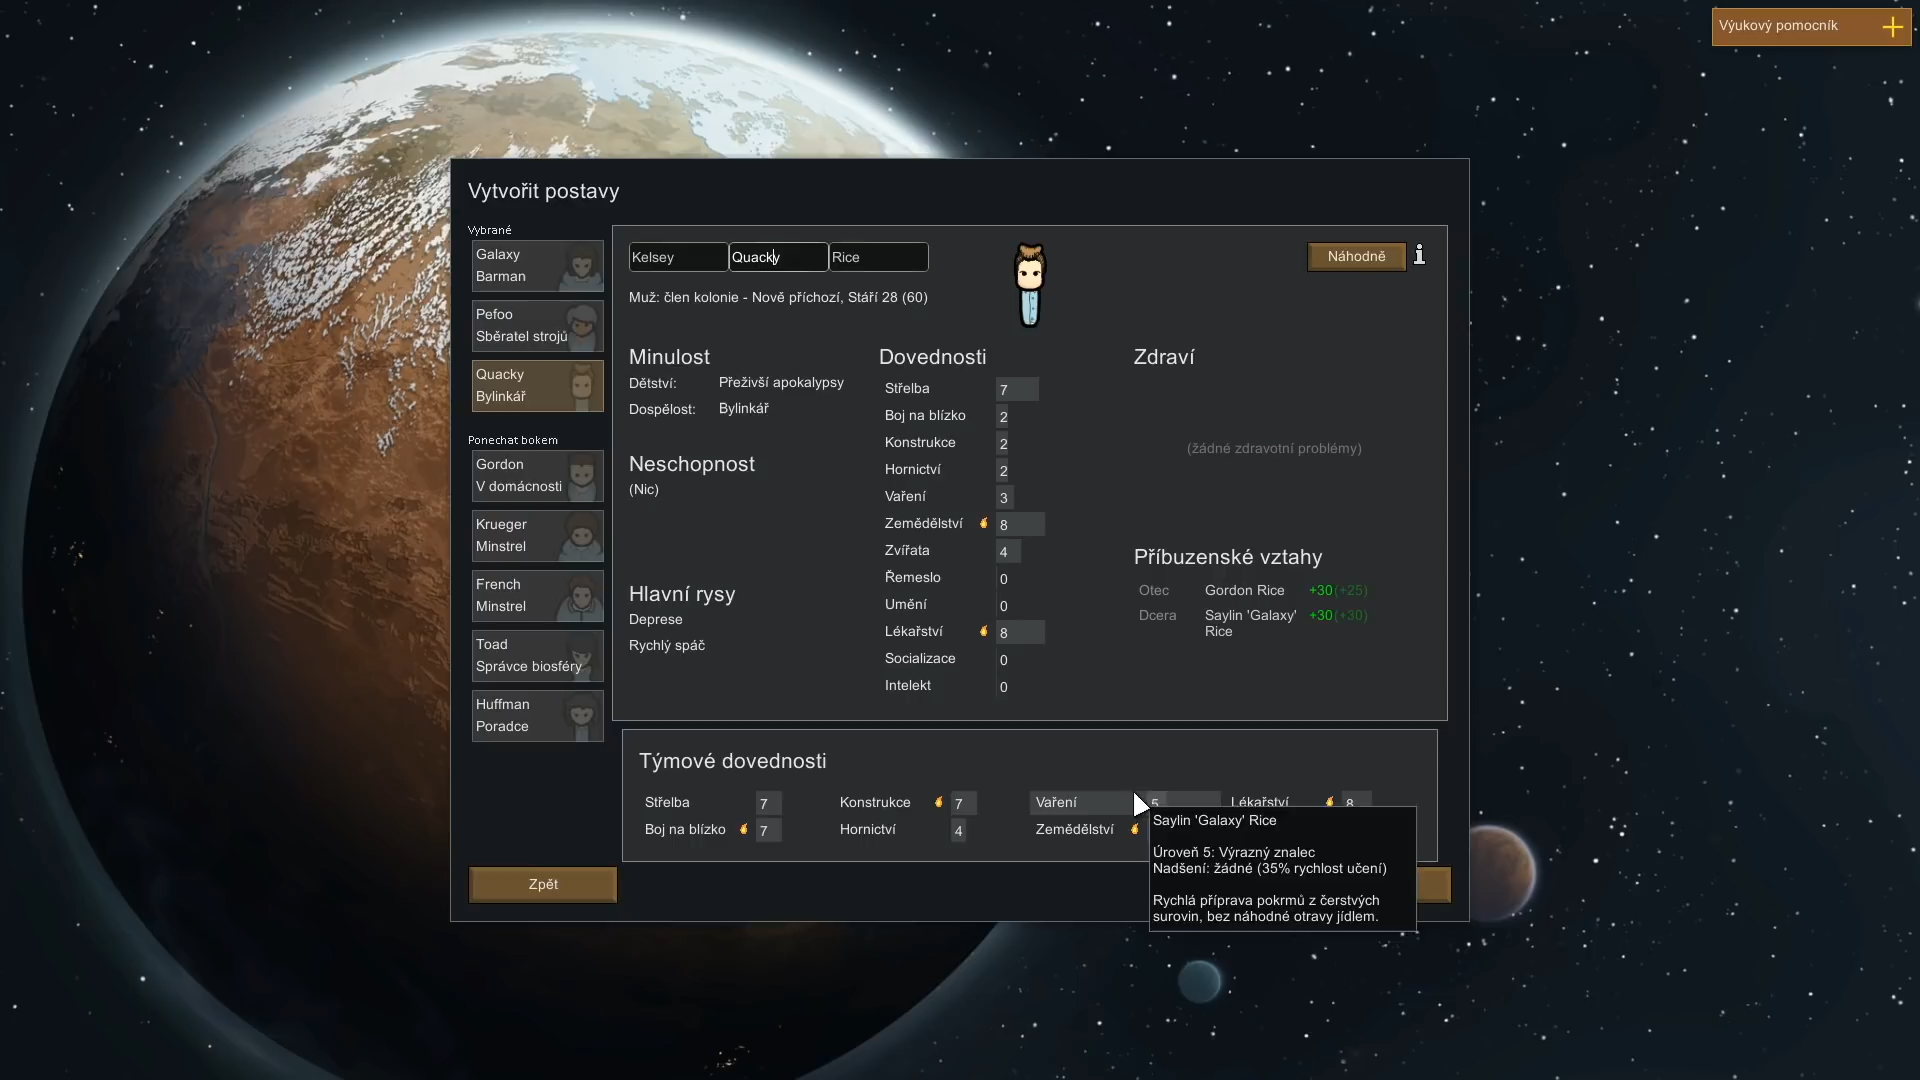 Výukový pomocník
Vytvořit postavy
Vybrané
Galaxy
Barman
Pefoo
Sběratel strojů
Quacky
Bylinkář
Ponechat bokem
Gordon
V domácnosti
Krueger
Minstrel
French
Minstrel
Toad
Správce biosféry
Huffman
Poradce
Kelsey Quacky Rice
Náhodně
Muž: člen kolonie - Nově příchozí, Stáří 28 (60)
Minulost
Dětství: Přeživší apokalypsy
Dospělost: Bylinkář
Neschopnost
(Nic)
Hlavní rysy
Deprese
Rychlý spáč
Dovednosti
Střelba 7
Boj na blízko 2
Konstrukce 2
Hornictví 2
Vaření 3
Zemědělství 8
Zvířata 4
Řemeslo 0
Umění 0
Lékařství 8
Socializace 0
Intelekt 0
Zdraví
(žádné zdravotní problémy)
Příbuzenské vztahy
Otec Gordon Rice +30(+25)
Dcera Saylin 'Galaxy' +30(+30)
Rice
Týmové dovednosti
Střelba 7 Konstrukce 7 Vaření 5 Lékařství 8
Boj na blízko 7 Hornictví 4 Zemědělství
Saylin 'Galaxy' Rice
Úroveň 5: Výrazný znalec
Nadšení: žádné (35% rychlost učení)
Rychlá příprava pokrmů z čerstvých
surovin, bez náhodné otravy jídlem.
Zpět